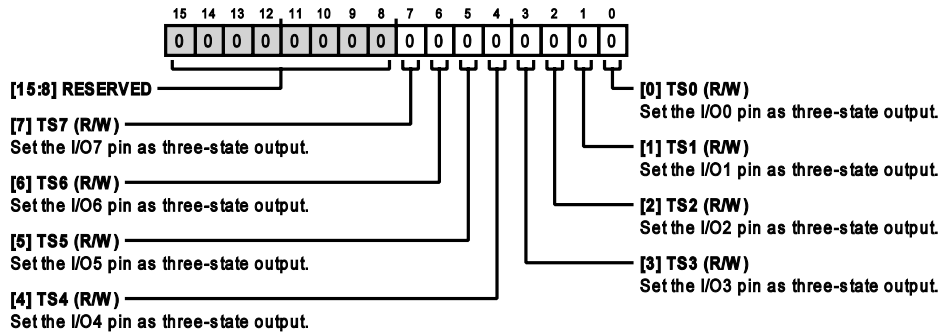 15 14 13 12 11 10 9 8 7 6 5 4 3 2 1 0
0 0 0 0 0 0 0 0 0 0 0 0 0 0 0 0
[15:8] RESERVED
[7] TS7 (R/W)
Set the I/O7 pin as three-state output.
[6] TS6 (R/W)
Set the I/O6 pin as three-state output.
[5] TS5 (R/W)
Set the I/O5 pin as three-state output.
[4] TS4 (R/W)
Set the I/O4 pin as three-state output.
[0] TS0 (R/W)
Set the I/O0 pin as three-state output.
[1] TS1 (R/W)
Set the I/O1 pin as three-state output.
[2] TS2 (R/W)
Set the I/O2 pin as three-state output.
[3] TS3 (R/W)
Set the I/O3 pin as three-state output.